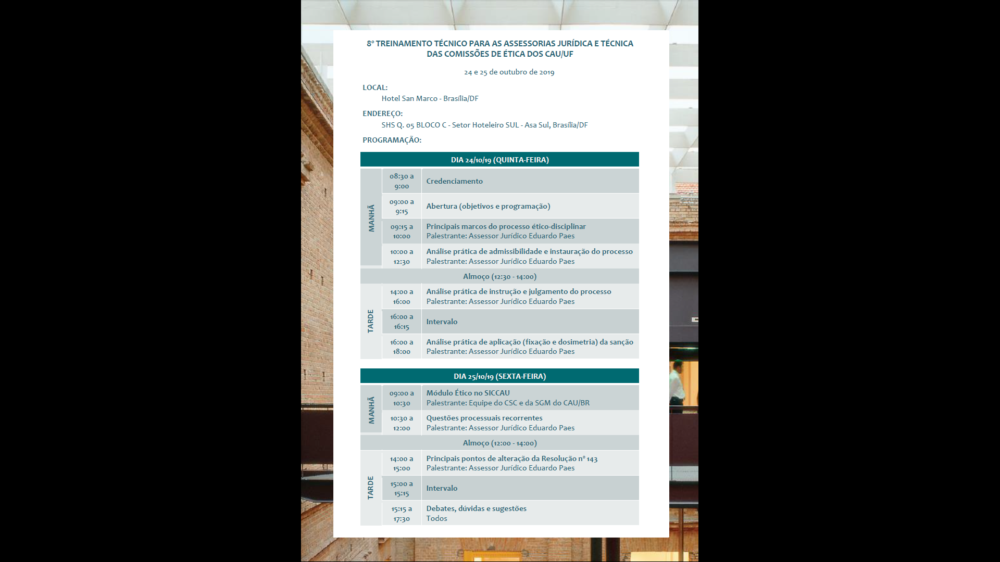 8º TREINAMENTO TÉCNICO PARA AS ASSESSORIAS JURÍDICA E TÉCNICA
DAS COMISSÕES DE ÉTICA DOS CAU/UF
24 e 25 de outubro de 2019
LOCAL:
Hotel San Marco - Brasília/DF
ENDEREÇO:
SHS Q. 05 BLOCO C - Setor Hoteleiro SUL - Asa Sul, Brasília/DF
PROGRAMAÇÃO:
DIA 24/10/19 (QUINTA-FEIRA)
MANHÃ
08:30 a
9:00
Credenciamento
09:00 a
9:15
Abertura (objetivos e programação)
09:15 a
10:00
Principais marcos do processo ético-disciplinar
Palestrante: Assessor Jurídico Eduardo Paes
10:00 a
12:30
Análise prática de admissibilidade e instauração do processo
Palestrante: Assessor Jurídico Eduardo Paes
Almoço (12:30 - 14:00)
TARDE
14:00 a
16:00
Análise prática de instrução e julgamento do processo
Palestrante: Assessor Jurídico Eduardo Paes
16:00 a
16:15
Intervalo
16:00 a
18:00
Análise prática de aplicação (fixação e dosimetria) da sanção
Palestrante: Assessor Jurídico Eduardo Paes
DIA 25/10/19 (SEXTA-FEIRA)
MANHÃ
09:00 a
10:30
Módulo Ético no SICCAU
Palestrante: Equipe do CSC e da SGM do CAU/BR
10:30 a
12:00
Questões processuais recorrentes
Palestrante: Assessor Jurídico Eduardo Paes
Almoço (12:00 - 14:00)
TARDE
14:00 a
15:00
Principais pontos de alteração da Resolução nº 143
Palestrante: Assessor Jurídico Eduardo Paes
15:00 a
15:15
Intervalo
15:15 a
17:30
Debates, dúvidas e sugestões
Todos